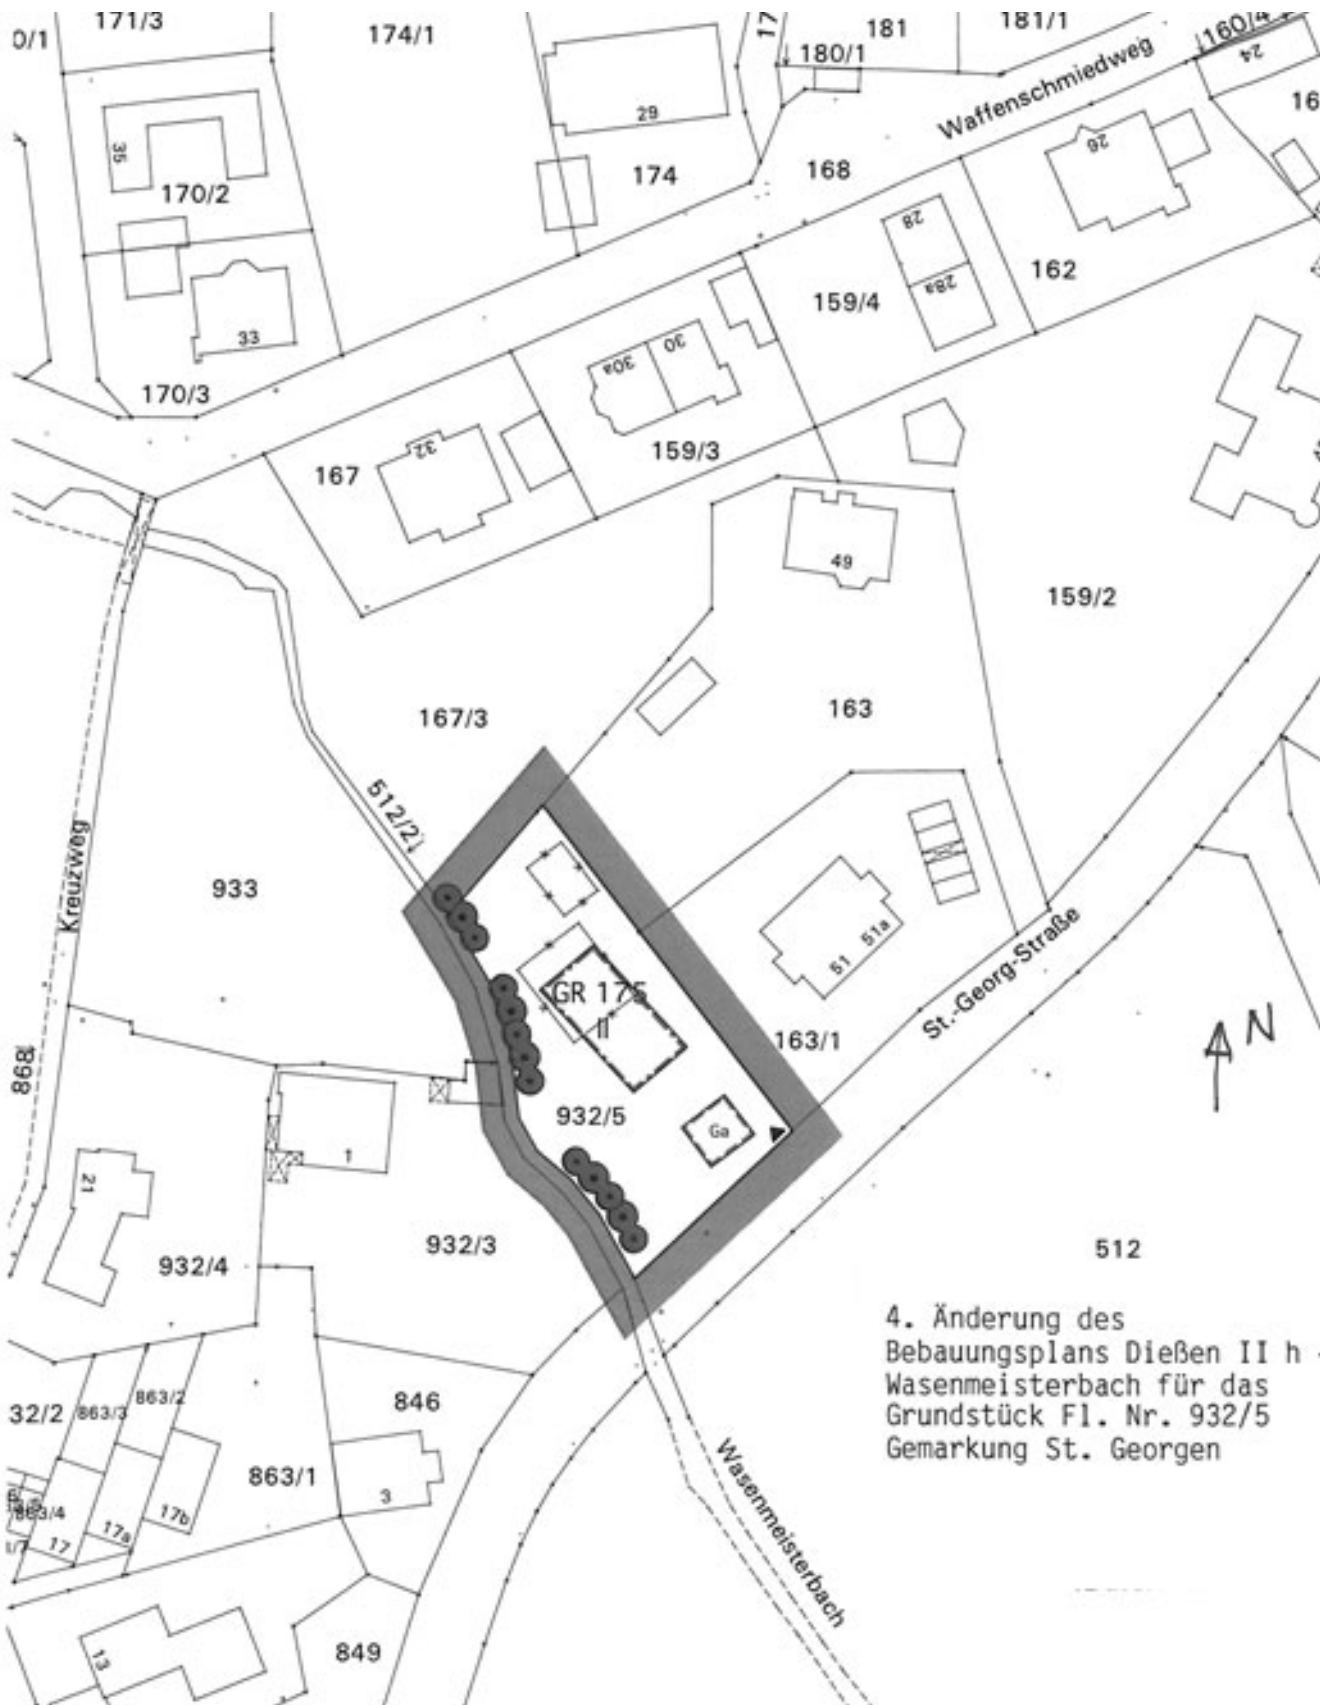 171/3
174/1
181
181/1
160/4
0/1
17
180/1
24
Waffenschmiedweg
16
29
35
26
174
168
170/2
28
162
28a
159/4
33
30
30a
170/3
159/3
32
167
49
159/2
163
167/3
512/2
Kreuzweg
933
51a
51
St.-Georg-Straße
GR 175
II
163/1
N
868
932/5
Ga
1
21
932/3
932/4
512
4. Änderung des
Bebauungsplans Dießen II h -
Wasenmeisterbach für das
Grundstück Fl. Nr. 932/5
Gemarkung St. Georgen
32/2
863/3
863/2
846
863/1
3
863/4
17
17a
17b
Wasenmeisterbach
13
849